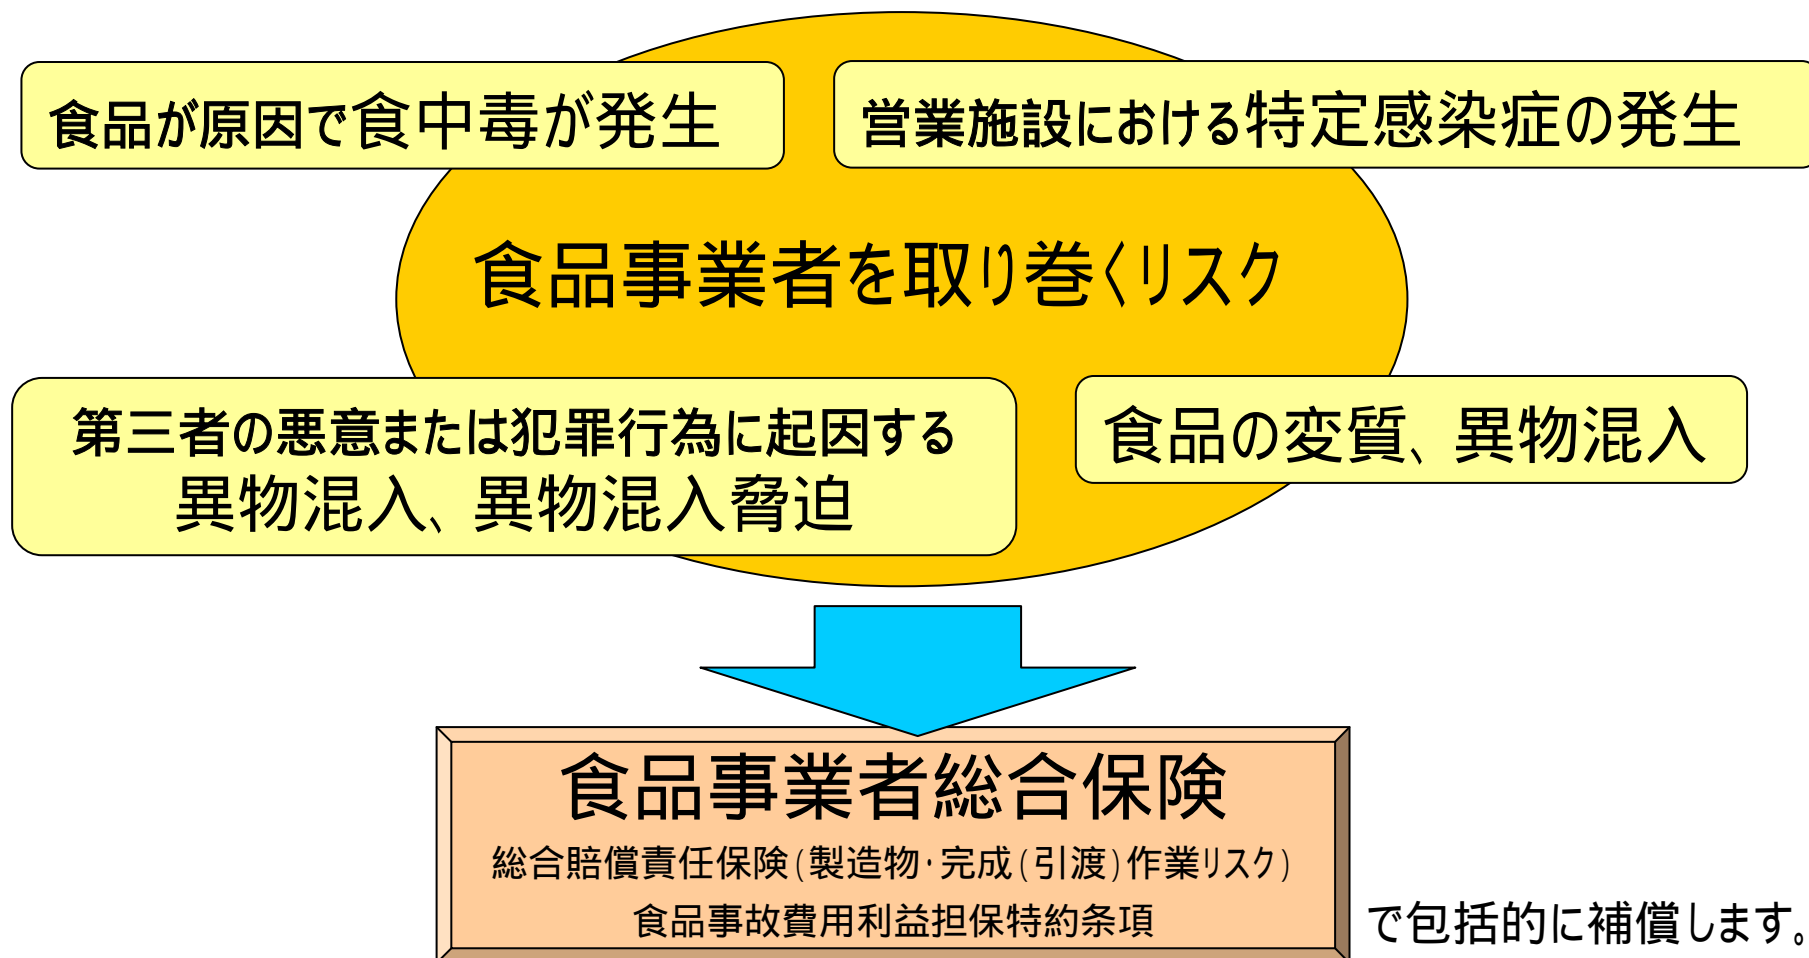 食品が原因で食中毒が発生
営業施設における特定感染症の発生
食品事業者を取り巻くリスク
第三者の悪意または犯罪行為に起因する
異物混入、異物混入脅迫
食品の変質、異物混入
食品事業者総合保険
総合賠償責任保険(製造物・完成(引渡)作業リスク)
食品事故費用利益担保特約条項
で包括的に補償します。